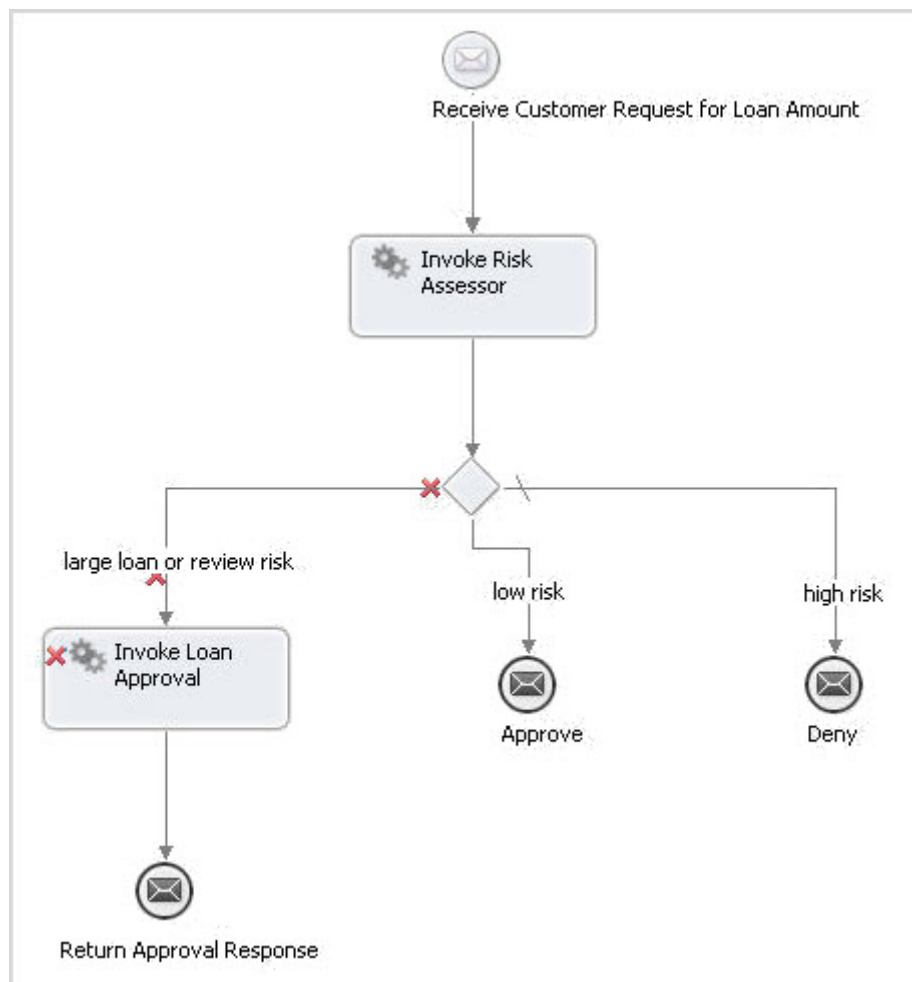 Receive Customer Request for Loan Amount
Invoke Risk
Assessor
large loan or review risk
low risk
high risk
Invoke Loan
Approval
Approve
Deny
Return Approval Response